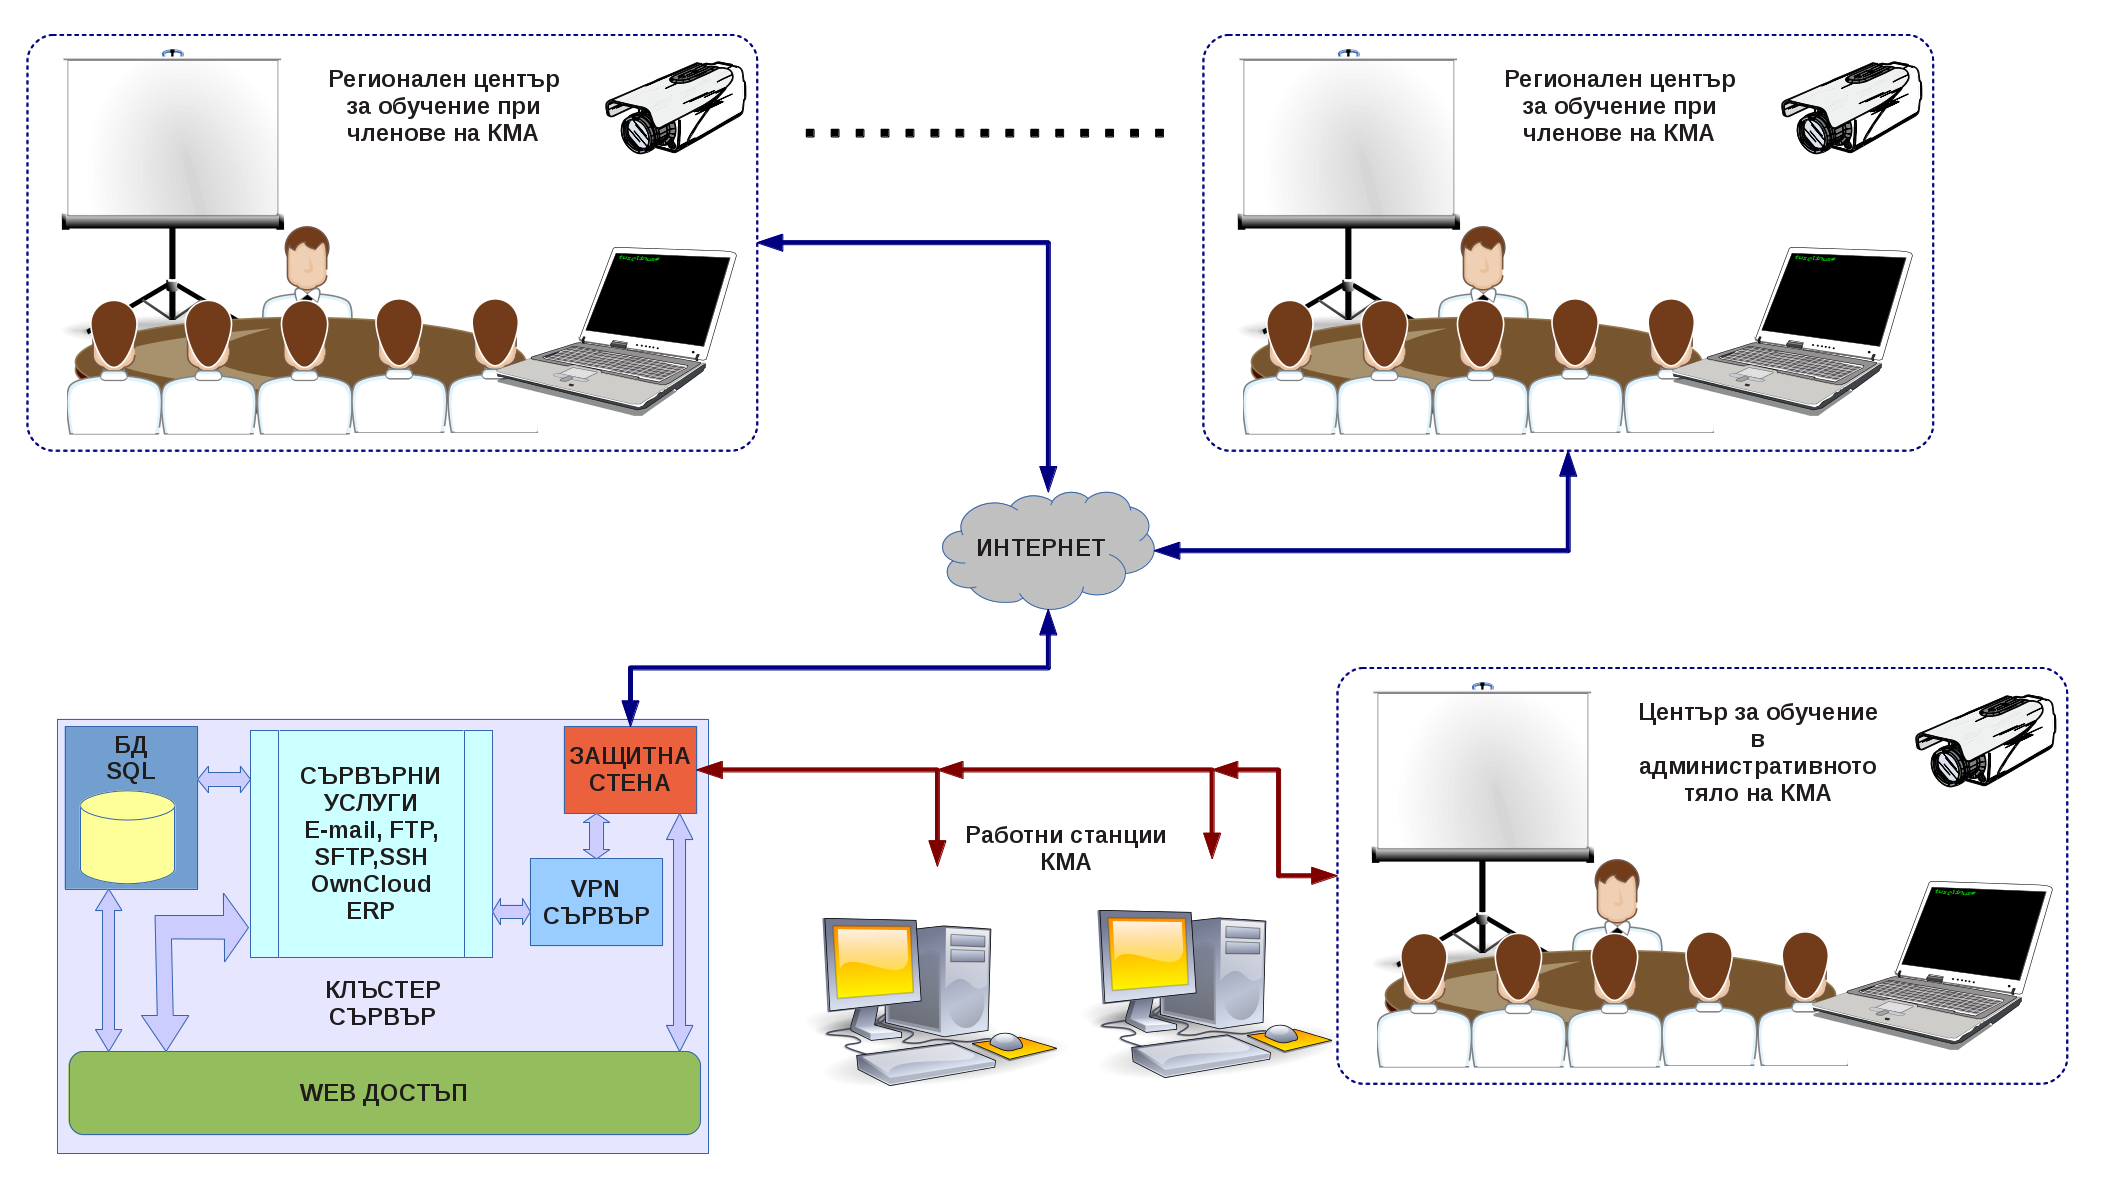 Регионален център
за обучение при
членове на КМА
Регионален център
за обучение при
членове на КМА
ИНТЕРНЕТ
Център за обучение
в
административното
тяло на КМА
БД
SQL
СЪРВЪРНИ
УСЛУГИ
E-mail, FTP,
SFTP,SSH
OwnCloud
ERP
ЗАЩИТНА
СТЕНА
VPN
СЪРВЪР
Работни станции
КМА
КЛЪСТЕР
СЪРВЪР
WEB ДОСТЪП